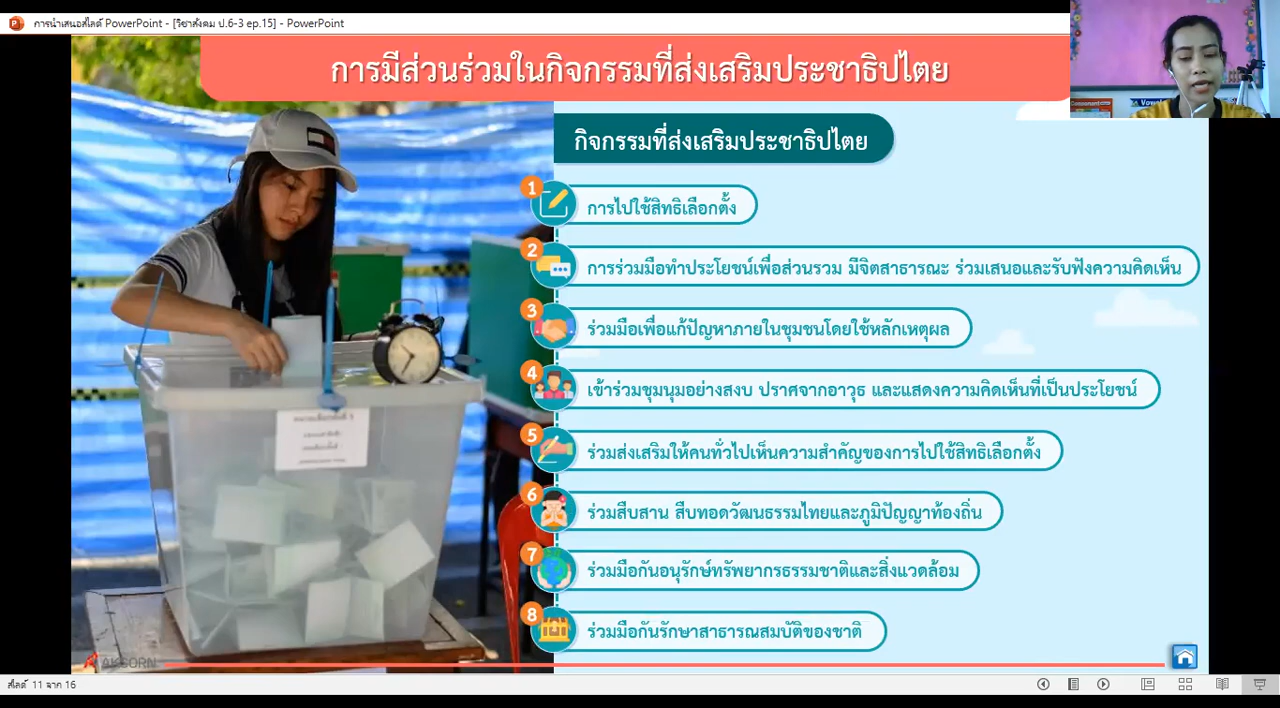 การนำเสนอสไลด์ PowerPoint - [วิชาสังคม ป.6-3 ep.15] - PowerPoint
การมีส่วนร่วมในกิจกรรมที่ส่งเสริมประชาธิปไตย
กิจกรรมที่ส่งเสริมประชาธิปไตย
1 การไปใช้สิทธิเลือกตั้ง
2 การร่วมมือทำประโยชน์เพื่อส่วนรวม มีจิตสาธารณะ ร่วมเสนอและรับฟังความคิดเห็น
3 ร่วมมือเพื่อแก้ปัญหาภายในชุมชนโดยใช้หลักเหตุผล
4 เข้าร่วมชุมนุมอย่างสงบ ปราศจากอาวุธ และแสดงความคิดเห็นที่เป็นประโยชน์
5 ร่วมส่งเสริมให้คนทั่วไปเห็นความสำคัญของการไปใช้สิทธิเลือกตั้ง
6 ร่วมสืบสาน สืบทอดวัฒนธรรมไทยและภูมิปัญญาท้องถิ่น
7 ร่วมมือกันอนุรักษ์ทรัพยากรธรรมชาติและสิ่งแวดล้อม
8 ร่วมมือกันรักษาสาธารณสมบัติของชาติ
AKSORN
สไลด์ 11 จาก 16